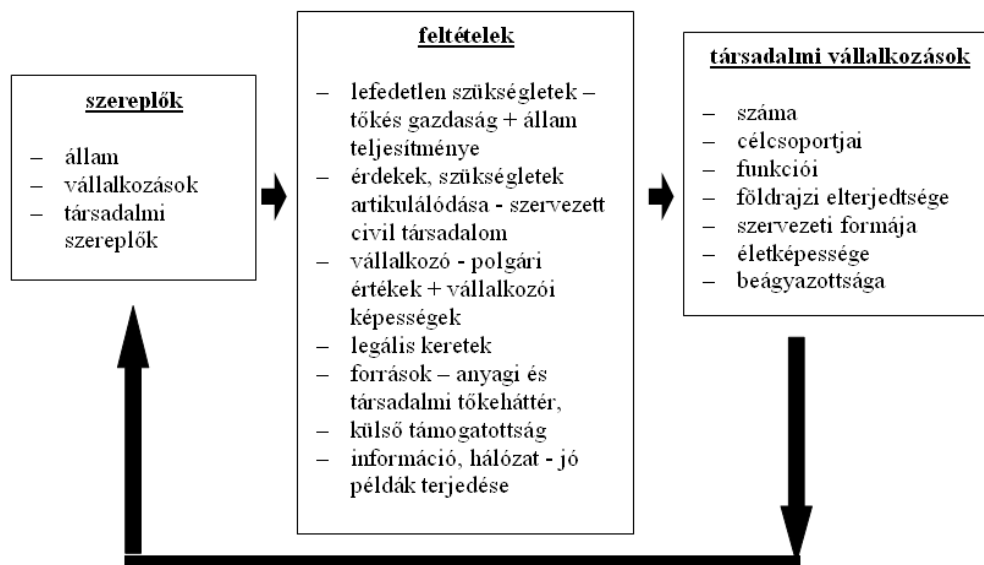 szereplők
– állam
– vállalkozások
– társadalmi
szereplők
feltételek
– lefedetlen szükségletek –
tőkés gazdaság + állam
teljesítménye
– érdekek, szükségletek
artikulálódása - szervezett
civil társadalom
– vállalkozó - polgári
értékek + vállalkozói
képességek
– legális keretek
– források – anyagi és
társadalmi tőkeháttér,
– külső támogatottság
– információ, hálózat - jó
példák terjedése
társadalmi vállalkozások
– száma
– célcsoportjai
– funkciói
– földrajzi elterjedtsége
– szervezeti formája
– életképessége
– beágyazottsága